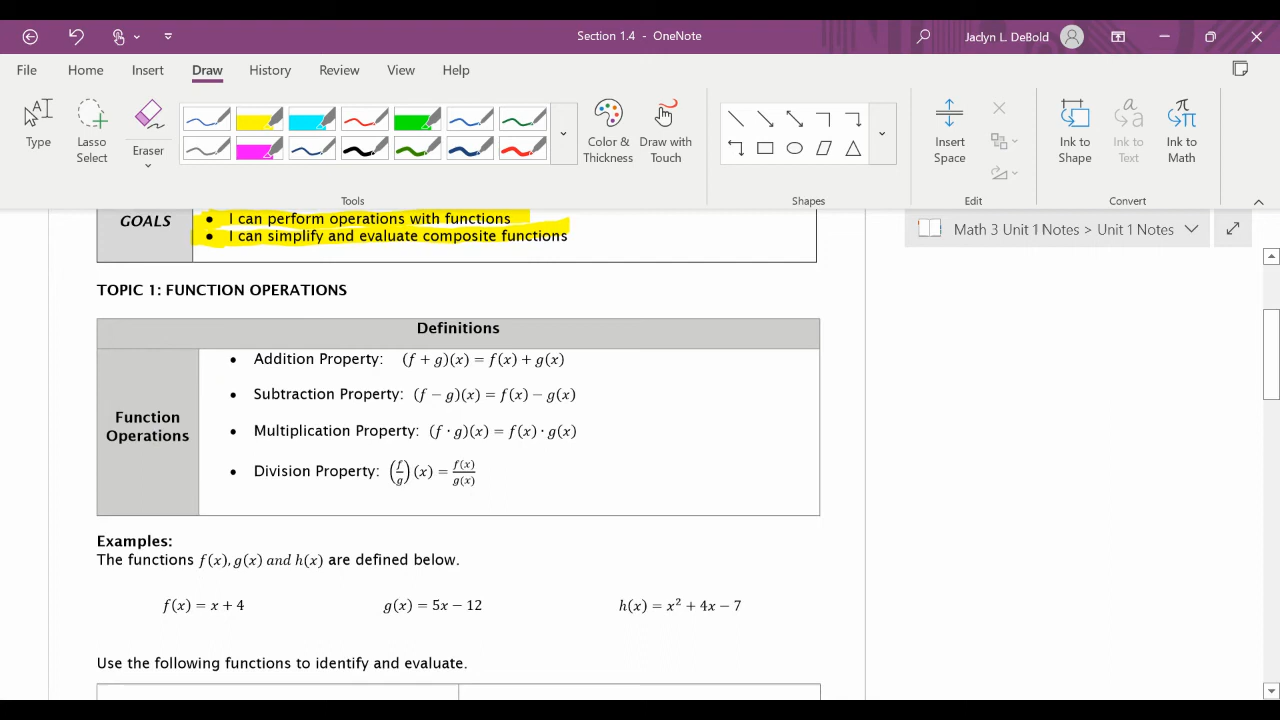 Section 1.4 - OneNote
Jaclyn L. DeBold
File Home Insert Draw History Review View Help
Type
Lasso Select
Eraser
Color & Thickness
Draw with Touch
Insert Space
Ink to Shape
Ink to Text
Ink to Math
Tools Shapes Edit Convert
Math 3 Unit 1 Notes > Unit 1 Notes
GOALS
• I can perform operations with functions
• I can simplify and evaluate composite functions
TOPIC 1: FUNCTION OPERATIONS
Definitions
Function Operations
• Addition Property: (f + g)(x) = f(x) + g(x)
• Subtraction Property: (f − g)(x) = f(x) − g(x)
• Multiplication Property: (f · g)(x) = f(x) · g(x)
• Division Property: (f/g)(x) = f(x)/g(x)
Examples:
The functions f(x), g(x) and h(x) are defined below.
f(x) = x + 4 g(x) = 5x − 12 h(x) = x² + 4x − 7
Use the following functions to identify and evaluate.